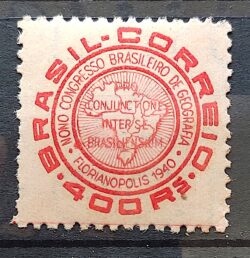 BRASIL-CORREIO
NONO CONGRESSO BRASILEIRO DE GEOGRAFIA
PRO
CONJUNCTIONE
INTER SE
BRASILIENSIUM
FLORIANOPOLIS 1940
400 RS.